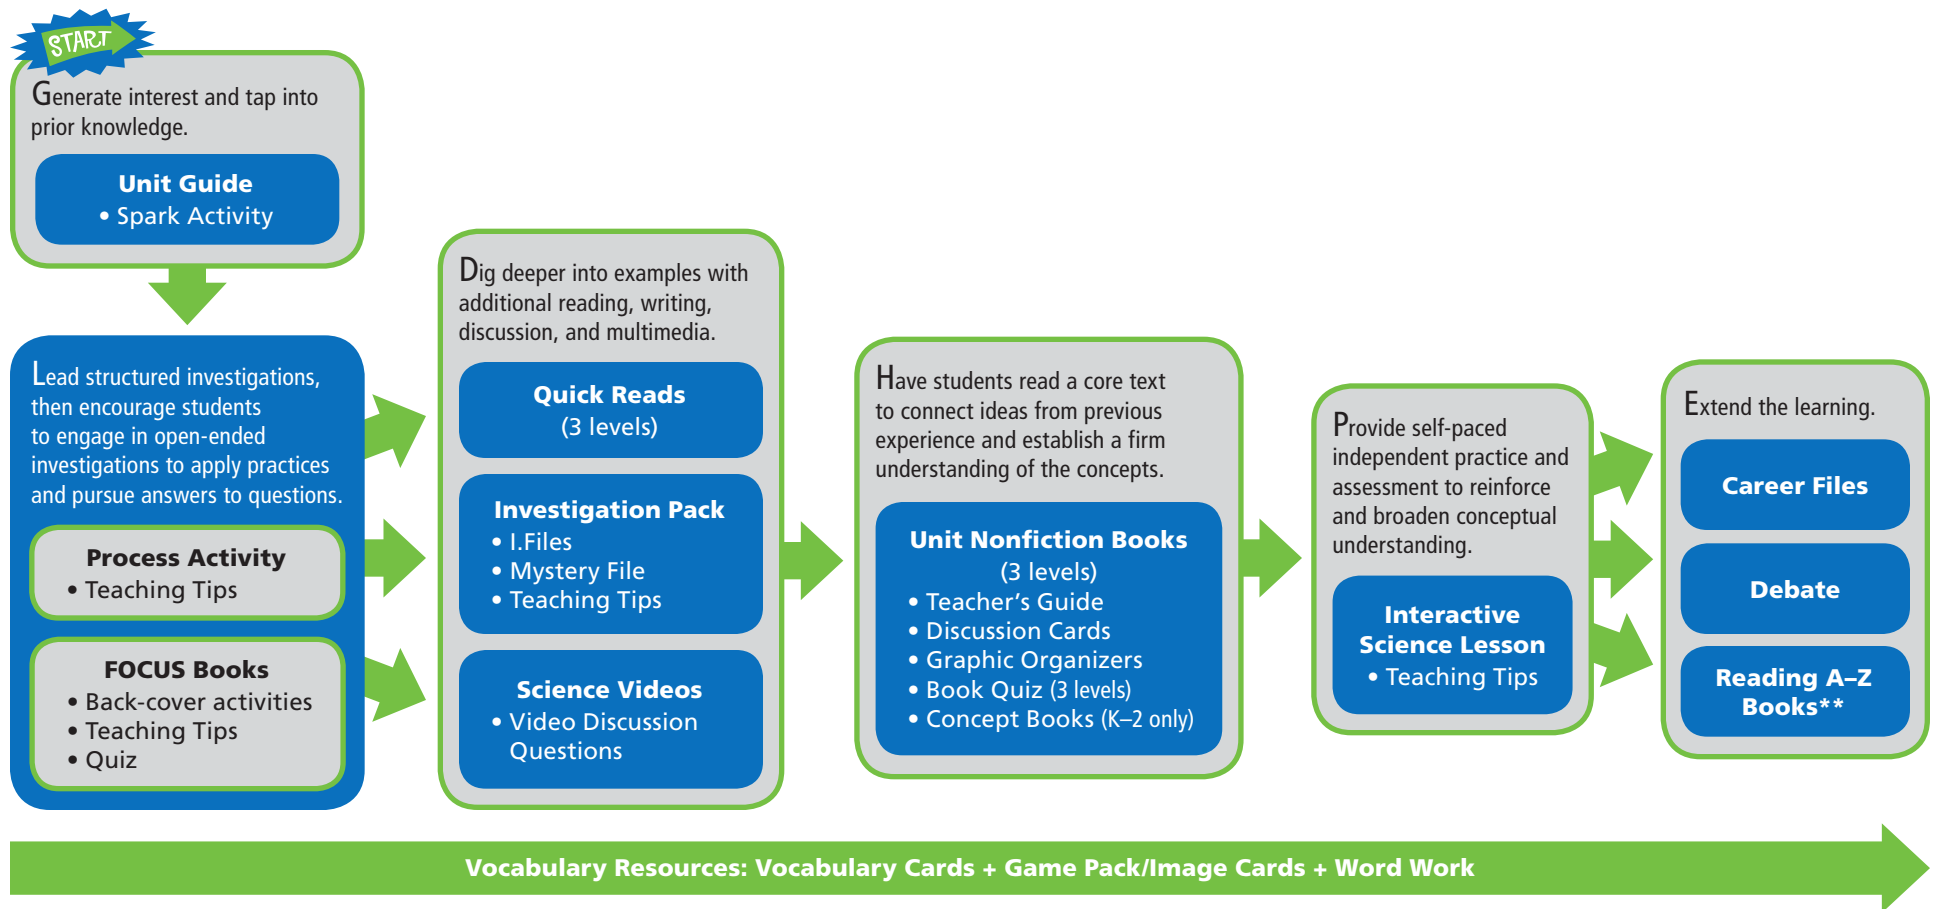 START
Generate interest and tap into
prior knowledge.
Unit Guide
• Spark Activity
Lead structured investigations,
then encourage students
to engage in open-ended
investigations to apply practices
and pursue answers to questions.
Process Activity
• Teaching Tips
FOCUS Books
• Back-cover activities
• Teaching Tips
• Quiz
Dig deeper into examples with
additional reading, writing,
discussion, and multimedia.
Quick Reads
(3 levels)
Investigation Pack
• I.Files
• Mystery File
• Teaching Tips
Science Videos
• Video Discussion
Questions
Have students read a core text
to connect ideas from previous
experience and establish a firm
understanding of the concepts.
Unit Nonfiction Books
(3 levels)
• Teacher’s Guide
• Discussion Cards
• Graphic Organizers
• Book Quiz (3 levels)
• Concept Books (K–2 only)
Provide self-paced
independent practice and
assessment to reinforce
and broaden conceptual
understanding.
Interactive
Science Lesson
• Teaching Tips
Extend the learning.
Career Files
Debate
Reading A–Z
Books**
Vocabulary Resources: Vocabulary Cards + Game Pack/Image Cards + Word Work